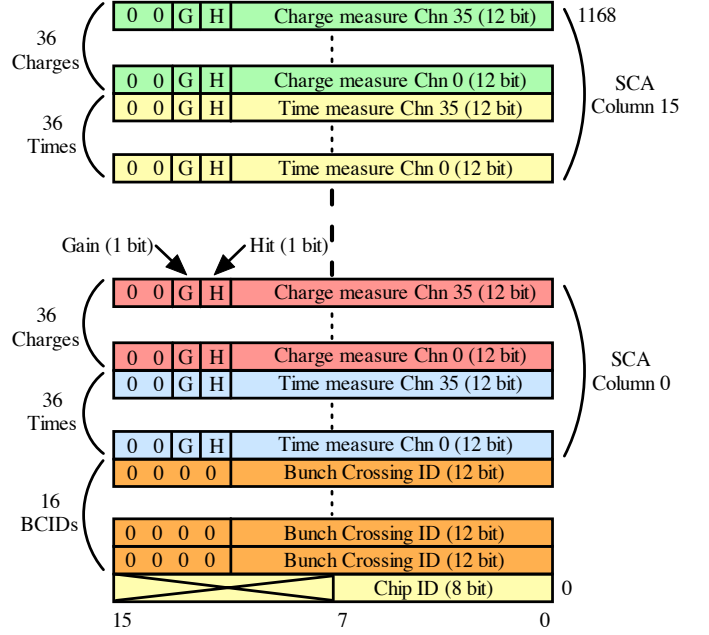 0 0 G H Charge measure Chn 35 (12 bit) 1168
36
Charges
0 0 G H Charge measure Chn 0 (12 bit)
SCA
Column 15
0 0 G H Time measure Chn 35 (12 bit)
36
Times
0 0 G H Time measure Chn 0 (12 bit)
Gain (1 bit) Hit (1 bit)
0 0 G H Charge measure Chn 35 (12 bit)
36
Charges
0 0 G H Charge measure Chn 0 (12 bit)
SCA
Column 0
0 0 G H Time measure Chn 35 (12 bit)
36
Times
0 0 G H Time measure Chn 0 (12 bit)
0 0 0 0 Bunch Crossing ID (12 bit)
16
BCIDs
0 0 0 0 Bunch Crossing ID (12 bit)
0 0 0 0 Bunch Crossing ID (12 bit)
Chip ID (8 bit) 0
15 7 0